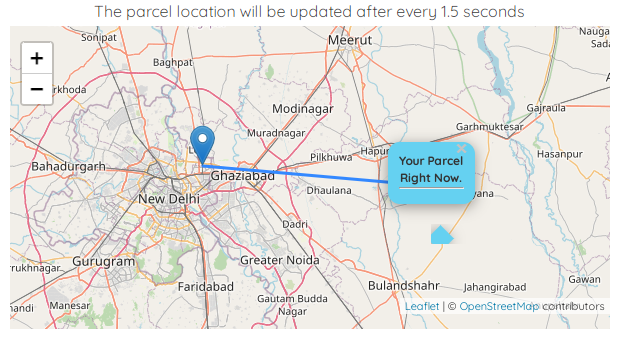 The parcel location will be updated after every 1.5 seconds
Sonipat
Meerut
+
Baghpat
−
Modinagar
Gajraula
Garhmuktesar
Muradnagar
Hasanpur
Pilkhuwa
Hapur
×
Your Parcel
Right Now.
Bahadurgarh
Ghaziabad
Dhaulana
New Delhi
Dadri
Gurugram
Greater Noida
Faridabad
Bulandshahr
Jahangirabad
Gawan
Manesar
Gautam Budda
Nagar
Leaflet | © OpenStreetMap contributors